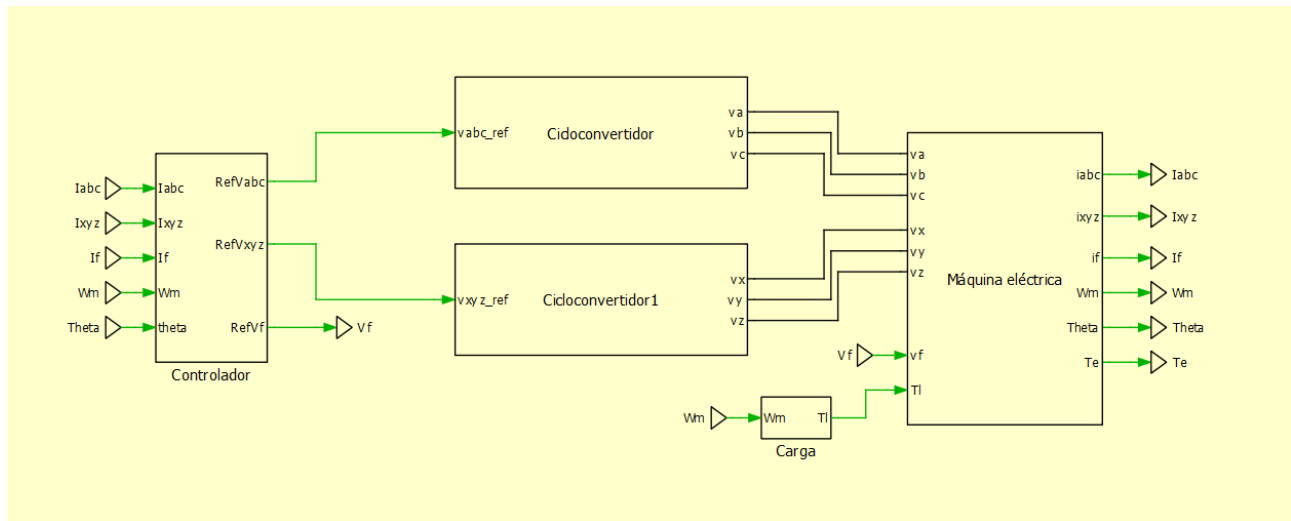 Iabc
Ixyz
If
Wm
Theta
Iabc
Ixyz
If
Wm
theta
RefVabc
RefVxyz
RefVf
Controlador
Vf
vabc_ref
Cicloconvertidor
va
vb
vc
vxyz_ref
Cicloconvertidor1
vx
vy
vz
Wm
Wm
Tl
Carga
Vf
va
vb
vc
vx
vy
vz
vf
Tl
Máquina eléctrica
iabc
ixyz
if
Wm
Theta
Te
Iabc
Ixyz
If
Wm
Theta
Te